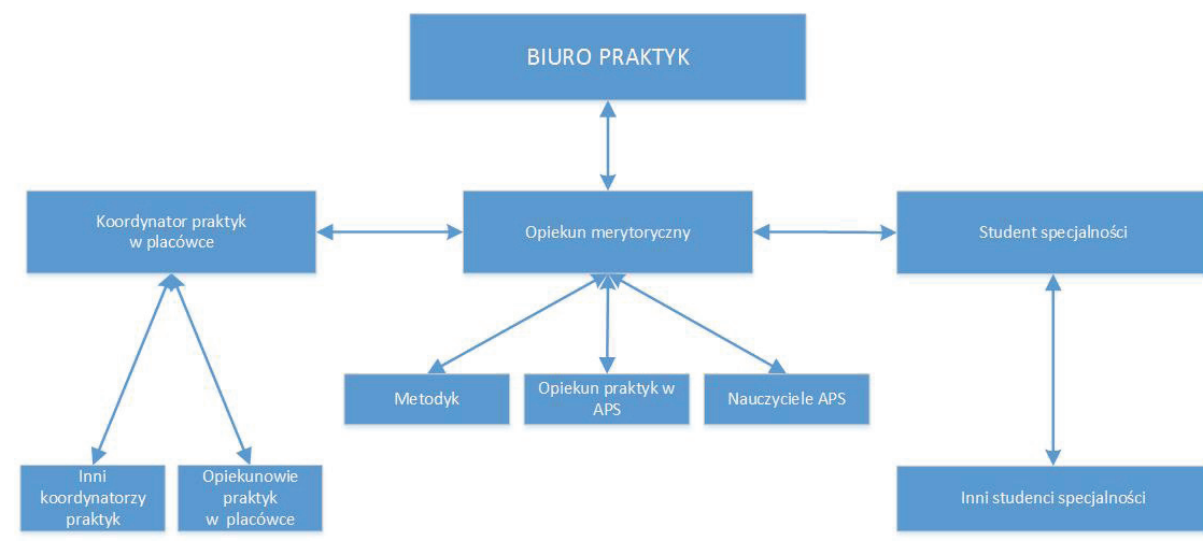 BIURO PRAKTYK
Koordynator praktyk
w placówce
Opiekun merytoryczny
Student specjalności
Metodyk
Opiekun praktyk w
APS
Nauczyciele APS
Inni
koordynatorzy
praktyk
Opiekunowie
praktyk
w placówce
Inni studenci specjalności